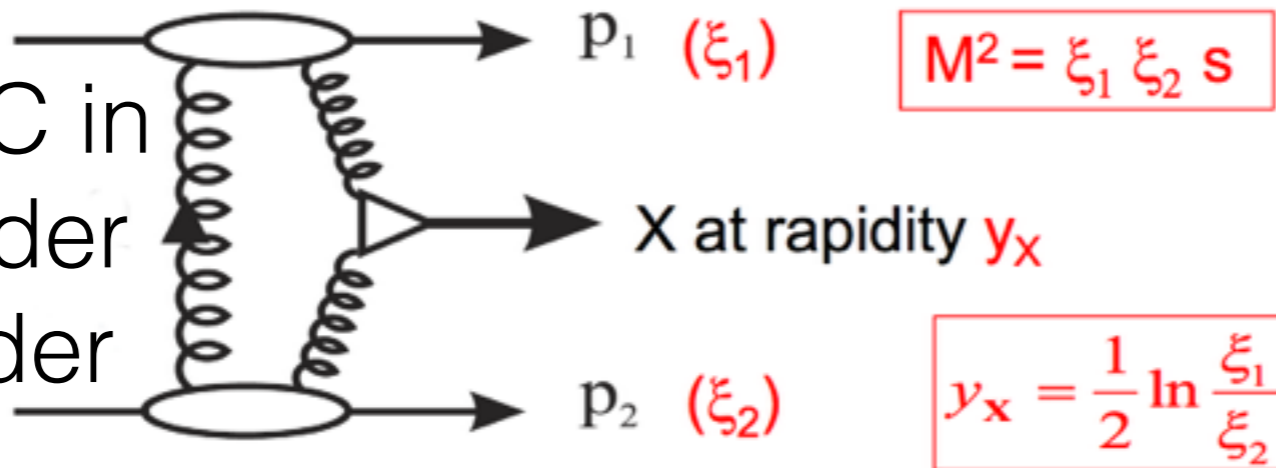 p₁ (ξ₁)
M² = ξ₁ ξ₂ s
C in
der
der
X at rapidity yₓ
p₂ (ξ₂)
yₓ = 1/2 ln ξ₁/ξ₂